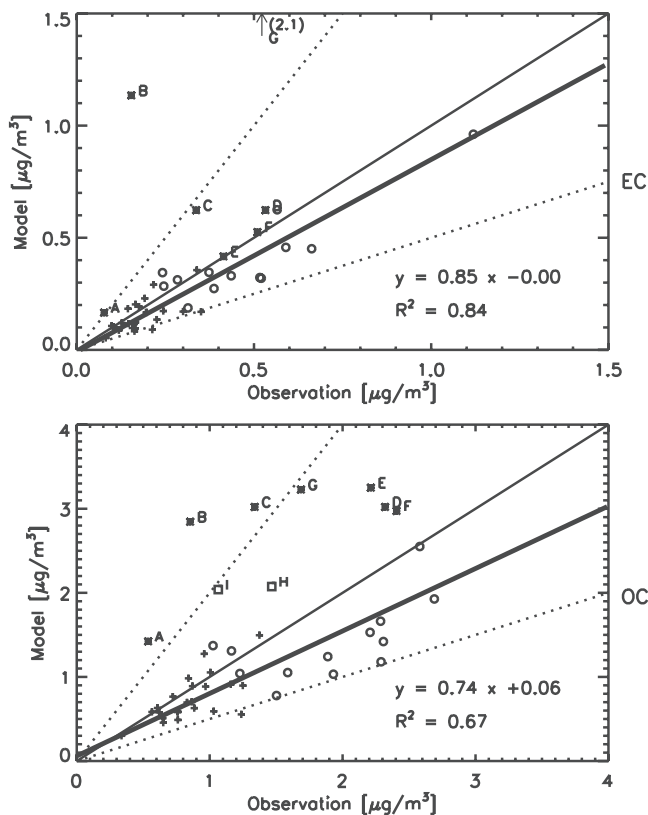 1.5
(2.1)
G
B
1.0
Model [μg/m³]
C
D
G
F
0.5
E
A
y = 0.85 x −0.00
R² = 0.84
0.0
0.0
0.5
1.0
1.5
Observation [μg/m³]
EC
4
G
E
C
D
F
3
B
I
H
2
Model [μg/m³]
A
OC
1
y = 0.74 x +0.06
R² = 0.67
0
0
1
2
3
4
Observation [μg/m³]